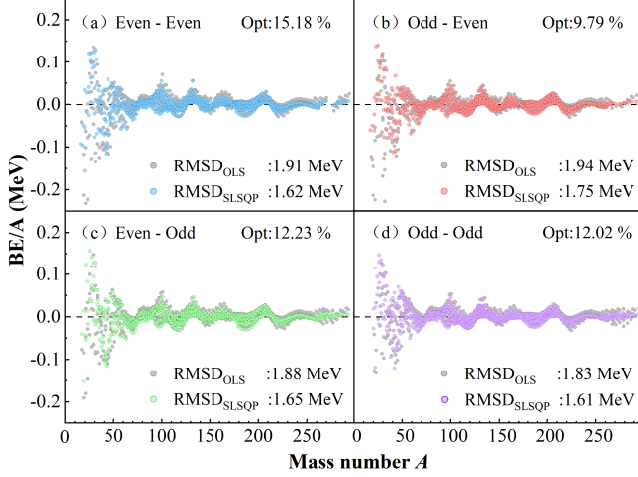 (a) Even - Even Opt:15.18 %
RMSD_OLS :1.91 MeV
RMSD_SLSQP :1.62 MeV
(b) Odd - Even Opt:9.79 %
RMSD_OLS :1.94 MeV
RMSD_SLSQP :1.75 MeV
(c) Even - Odd Opt:12.23 %
RMSD_OLS :1.88 MeV
RMSD_SLSQP :1.65 MeV
(d) Odd - Odd Opt:12.02 %
RMSD_OLS :1.83 MeV
RMSD_SLSQP :1.61 MeV
BE/A (MeV)
0.2
0.1
0.0
-0.1
-0.2
0.1
0.0
-0.1
-0.2
0 50 100 150 200 250 0 50 100 150 200 250
Mass number A